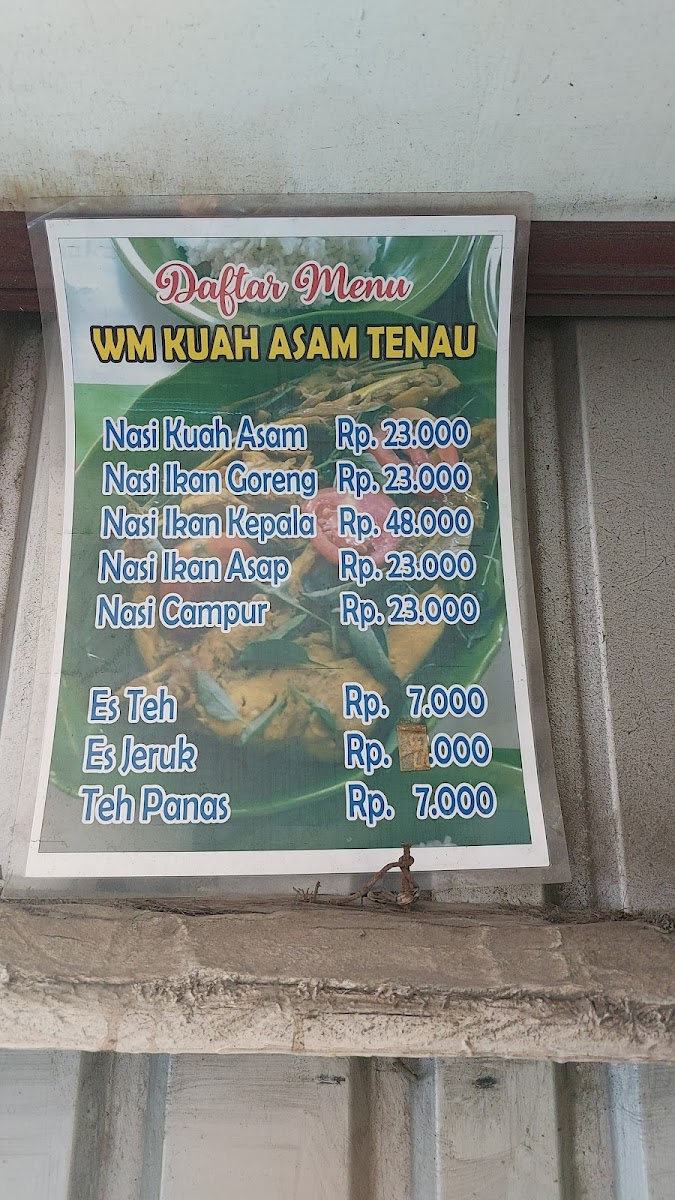 Daftar Menu
WM KUAH ASAM TENAU
Nasi Kuah Asam Rp. 23.000
Nasi Ikan Goreng Rp. 23.000
Nasi Ikan Kepala Rp. 48.000
Nasi Ikan Asap Rp. 23.000
Nasi Campur Rp. 23.000
Es Teh Rp. 7.000
Es Jeruk Rp. .000
Teh Panas Rp. 7.000